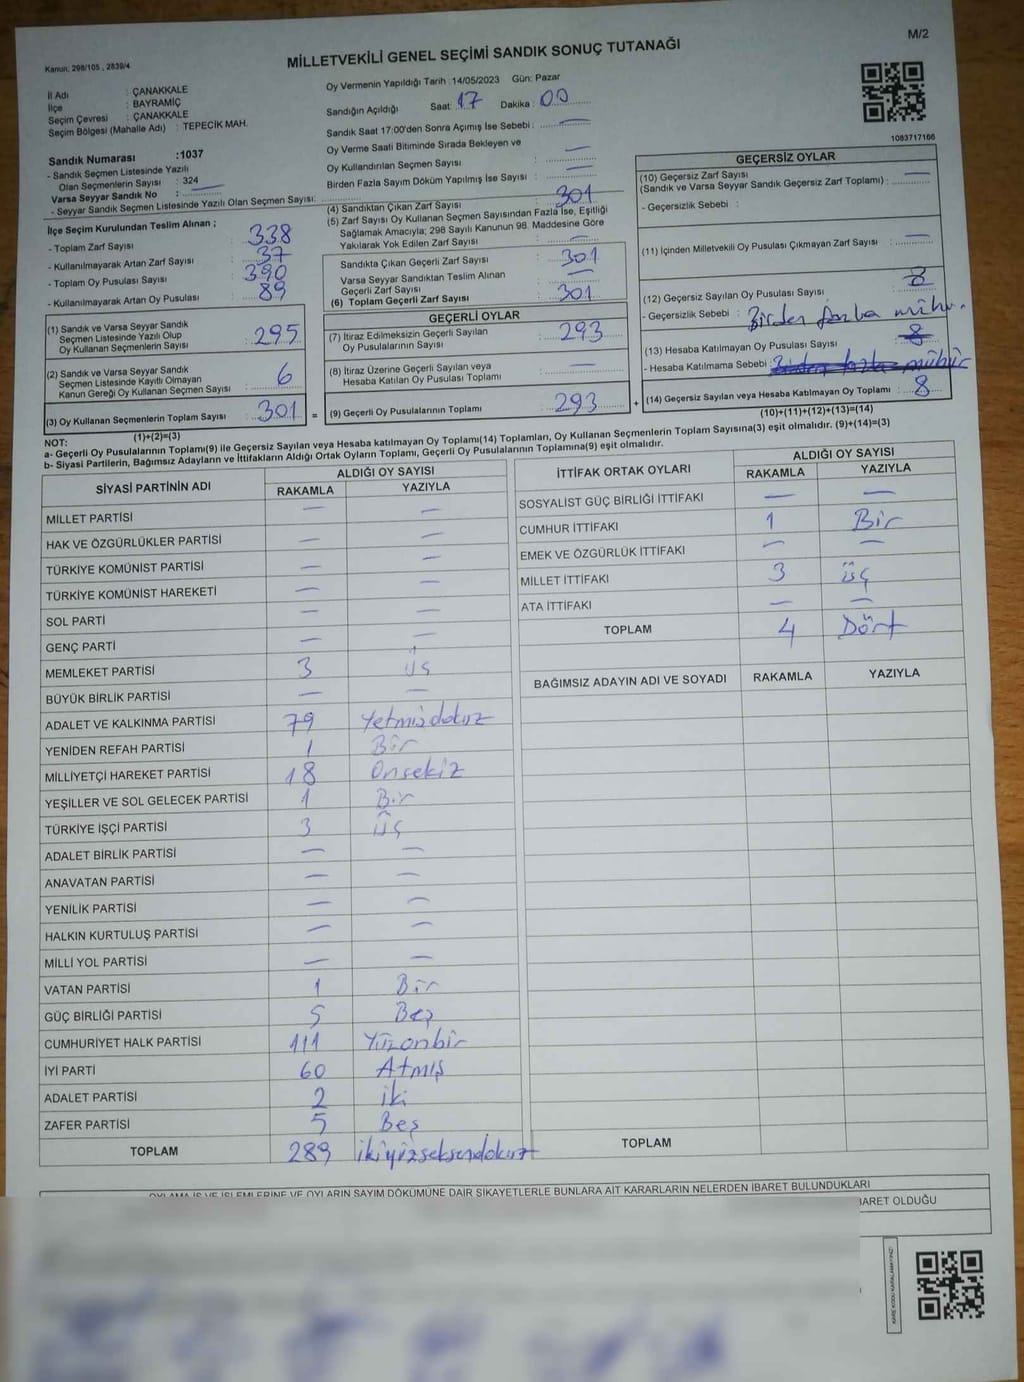 M/2
Kanun: 298/105 , 2839/4
MİLLETVEKİLİ GENEL SEÇİMİ SANDIK SONUÇ TUTANAĞI
İl Adı : ÇANAKKALE
İlçe : BAYRAMİÇ
Seçim Çevresi : ÇANAKKALE
Seçim Bölgesi (Mahalle Adı) : TEPECİK MAH.
Oy Vermenin Yapıldığı Tarih : 14/05/2023 Gün: Pazar
Sandığın Açıldığı Saat: 17 Dakika : 00
Sandık Saat 17:00'den Sonra Açımış İse Sebebi : —
Oy Verme Saati Bitiminde Sırada Bekleyen ve
Oy Kullandırılan Seçmen Sayısı : —
Birden Fazla Sayım Döküm Yapılmış İse Sayısı : —
1083717166
Sandık Numarası :1037
- Sandık Seçmen Listesinde Yazılı
Olan Seçmenlerin Sayısı : 324
Varsa Seyyar Sandık No : —
- Seyyar Sandık Seçmen Listesinde Yazılı Olan Seçmen Sayısı:
İlçe Seçim Kurulundan Teslim Alınan ;
- Toplam Zarf Sayısı : 338
- Kullanılmayarak Artan Zarf Sayısı : 37
- Toplam Oy Pusulası Sayısı : 390
- Kullanılmayarak Artan Oy Pusulası : 89
(1) Sandık ve Varsa Seyyar Sandık
Seçmen Listesinde Yazılı Olup
Oy Kullanan Seçmenlerin Sayısı : 295
(2) Sandık ve Varsa Seyyar Sandık
Seçmen Listesinde Kayıtlı Olmayan
Kanun Gereği Oy Kullanan Seçmen Sayısı : 6
(3) Oy Kullanan Seçmenlerin Toplam Sayısı : 301 =
(1)+(2)=(3)
(4) Sandıktan Çıkan Zarf Sayısı : 301
(5) Zarf Sayısı Oy Kullanan Seçmen Sayısından Fazla İse, Eşitliği
Sağlamak Amacıyla; 298 Sayılı Kanunun 98. Maddesine Göre
Yakılarak Yok Edilen Zarf Sayısı : —
Sandıkta Çıkan Geçerli Zarf Sayısı : 301
Varsa Seyyar Sandıktan Teslim Alınan
Geçerli Zarf Sayısı : —
(6) Toplam Geçerli Zarf Sayısı : 301
GEÇERLİ OYLAR
(7) İtiraz Edilmeksizin Geçerli Sayılan
Oy Pusulalarının Sayısı : 293
(8) İtiraz Üzerine Geçerli Sayılan veya
Hesaba Katılan Oy Pusulası Toplamı : —
(9) Geçerli Oy Pusulalarının Toplamı : 293 +
GEÇERSİZ OYLAR
(10) Geçersiz Zarf Sayısı
(Sandık ve Varsa Seyyar Sandık Geçersiz Zarf Toplamı) : —
- Geçersizlik Sebebi :
(11) İçinden Milletvekili Oy Pusulası Çıkmayan Zarf Sayısı : —
(12) Geçersiz Sayılan Oy Pusulası Sayısı : 8
- Geçersizlik Sebebi : Birden fazla mühür.
(13) Hesaba Katılmayan Oy Pusulası Sayısı : 8
- Hesaba Katılmama Sebebi : Birden fazla mühür
(14) Geçersiz Sayılan veya Hesaba Katılmayan Oy Toplamı : 8
(10)+(11)+(12)+(13)=(14)
NOT:
a- Geçerli Oy Pusulalarının Toplamı(9) ile Geçersiz Sayılan veya Hesaba katılmayan Oy Toplamı(14) Toplamları, Oy Kullanan Seçmenlerin Toplam Sayısına(3) eşit olmalıdır. (9)+(14)=(3)
b- Siyasi Partilerin, Bağımsız Adayların ve İttifakların Aldığı Ortak Oyların Toplamı, Geçerli Oy Pusulalarının Toplamına(9) eşit olmalıdır.
SİYASİ PARTİNİN ADI ALDIĞI OY SAYISI
RAKAMLA YAZIYLA
MİLLET PARTİSİ — —
HAK VE ÖZGÜRLÜKLER PARTİSİ — —
TÜRKİYE KOMÜNİST PARTİSİ — —
TÜRKİYE KOMÜNİST HAREKETİ — —
SOL PARTİ — —
GENÇ PARTİ — —
MEMLEKET PARTİSİ 3 üç
BÜYÜK BİRLİK PARTİSİ — —
ADALET VE KALKINMA PARTİSİ 79 Yetmişdokuz
YENİDEN REFAH PARTİSİ 1 Bir
MİLLİYETÇİ HAREKET PARTİSİ 18 Onsekiz
YEŞİLLER VE SOL GELECEK PARTİSİ 1 Bir
TÜRKİYE İŞÇİ PARTİSİ 3 Üç
ADALET BİRLİK PARTİSİ — —
ANAVATAN PARTİSİ — —
YENİLİK PARTİSİ — —
HALKIN KURTULUŞ PARTİSİ — —
MİLLİ YOL PARTİSİ — —
VATAN PARTİSİ 1 Bir
GÜÇ BİRLİĞİ PARTİSİ 5 Beş
CUMHURİYET HALK PARTİSİ 111 Yüzonbir
İYİ PARTİ 60 Atmış
ADALET PARTİSİ 2 iki
ZAFER PARTİSİ 5 Beş
TOPLAM 289 ikiyüzseksendokuz
İTTİFAK ORTAK OYLARI ALDIĞI OY SAYISI
RAKAMLA YAZIYLA
SOSYALİST GÜÇ BİRLİĞİ İTTİFAKI — —
CUMHUR İTTİFAKI 1 Bir
EMEK VE ÖZGÜRLÜK İTTİFAKI — —
MİLLET İTTİFAKI 3 üç
ATA İTTİFAKI — —
TOPLAM 4 Dört
BAĞIMSIZ ADAYIN ADI VE SOYADI RAKAMLA YAZIYLA
TOPLAM
OYLAMA İŞ VE İŞLEMLERİNE VE OYLARIN SAYIM DÖKÜMÜNE DAİR ŞİKAYETLERLE BUNLARA AİT KARARLARIN NELERDEN İBARET BULUNDUKLARI
BARET OLDUĞU